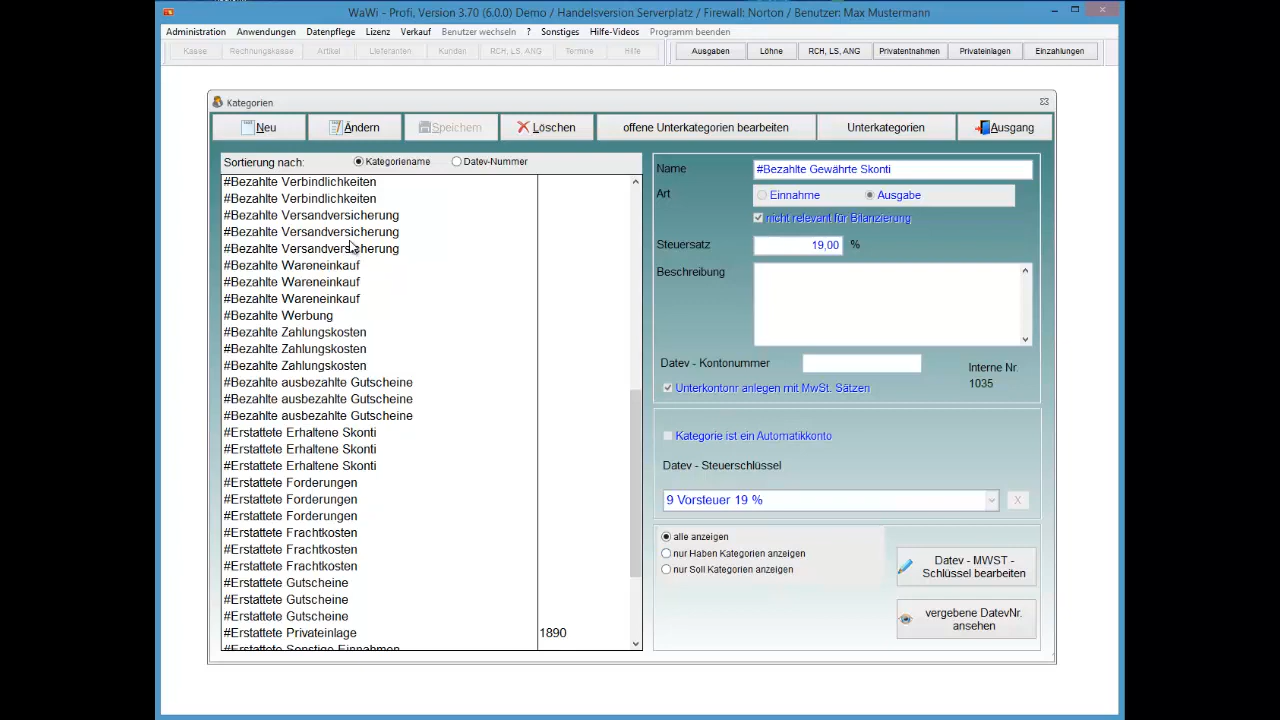 WaWi - Profi, Version 3.70 (6.0.0) Demo / Handelsversion Serverplatz / Firewall: Norton / Benutzer: Max Mustermann
Administration Anwendungen Datenpflege Lizenz Verkauf Benutzer wechseln ? Sonstiges Hilfe-Videos Programm beenden
Kasse Rechnungskasse Artikel Lieferanten Kunden RCH, LS, ANG Termine Hilfe Ausgaben Löhne RCH, LS, ANG Privatentnahmen Privateinlagen Einzahlungen
Kategorien
Neu Ändern Speichern Löschen offene Unterkategorien bearbeiten Unterkategorien Ausgang
Sortierung nach: Kategoriename Datev-Nummer
#Bezahlte Verbindlichkeiten
#Bezahlte Verbindlichkeiten
#Bezahlte Versandversicherung
#Bezahlte Versandversicherung
#Bezahlte Versandversicherung
#Bezahlte Wareneinkauf
#Bezahlte Wareneinkauf
#Bezahlte Wareneinkauf
#Bezahlte Werbung
#Bezahlte Zahlungskosten
#Bezahlte Zahlungskosten
#Bezahlte Zahlungskosten
#Bezahlte ausbezahlte Gutscheine
#Bezahlte ausbezahlte Gutscheine
#Bezahlte ausbezahlte Gutscheine
#Erstattete Erhaltene Skonti
#Erstattete Erhaltene Skonti
#Erstattete Erhaltene Skonti
#Erstattete Forderungen
#Erstattete Forderungen
#Erstattete Forderungen
#Erstattete Frachtkosten
#Erstattete Frachtkosten
#Erstattete Frachtkosten
#Erstattete Gutscheine
#Erstattete Gutscheine
#Erstattete Gutscheine
#Erstattete Privateinlage 1890
#Erstattete Sonstige Einnahmen
Name #Bezahlte Gewährte Skonti
Art Einnahme Ausgabe
nicht relevant für Bilanzierung
Steuersatz 19,00 %
Beschreibung
Datev - Kontonummer
Interne Nr.
1035
Unterkontonr anlegen mit MwSt. Sätzen
Kategorie ist ein Automatikkonto
Datev - Steuerschlüssel
9 Vorsteuer 19 % X
alle anzeigen
nur Haben Kategorien anzeigen
nur Soll Kategorien anzeigen
Datev - MWST -
Schlüssel bearbeiten
vergebene DatevNr.
ansehen